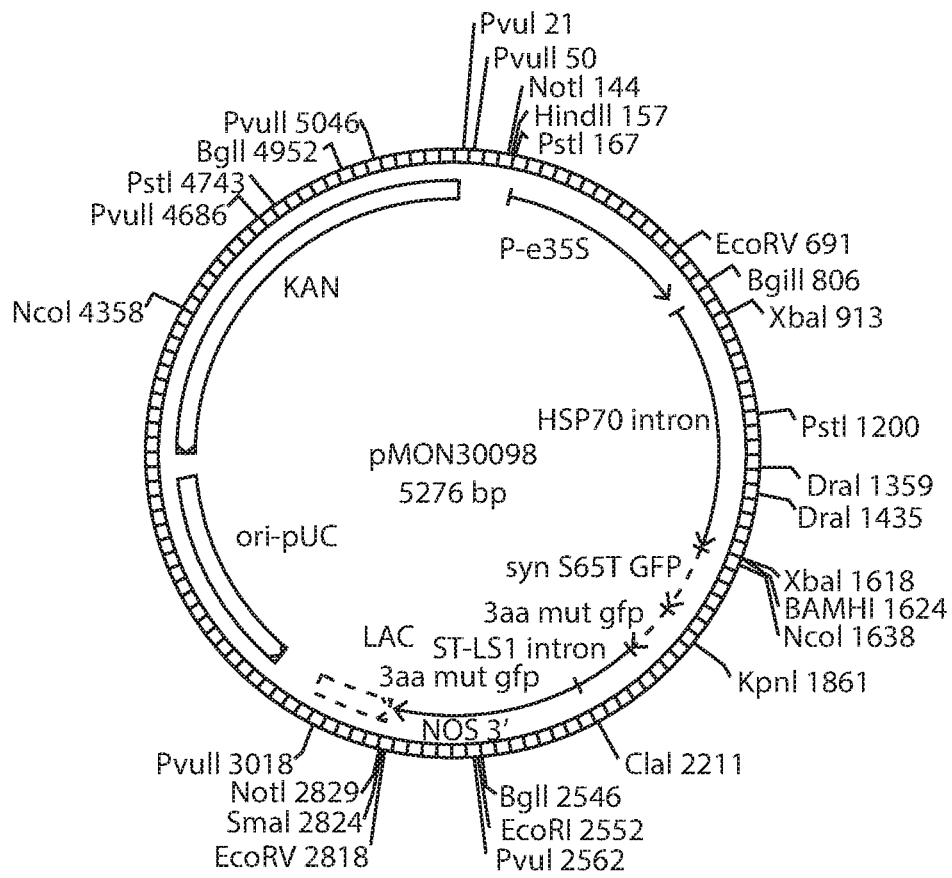 PvuI 21
PvuII 50
NotI 144
HindII 157
PstI 167
PvuII 5046
BglI 4952
PstI 4743
PvuII 4686
NcoI 4358
KAN
P-e35S
EcoRV 691
BgiII 806
XbaI 913
HSP70 intron
PstI 1200
pMON30098
5276 bp
DraI 1359
DraI 1435
ori-pUC
syn S65T GFP
XbaI 1618
BAMHI 1624
NcoI 1638
3aa mut gfp
LAC
ST-LS1 intron
3aa mut gfp
KpnI 1861
NOS 3'
ClaI 2211
PvuII 3018
NotI 2829
SmaI 2824
EcoRV 2818
BglI 2546
EcoRI 2552
PvuI 2562